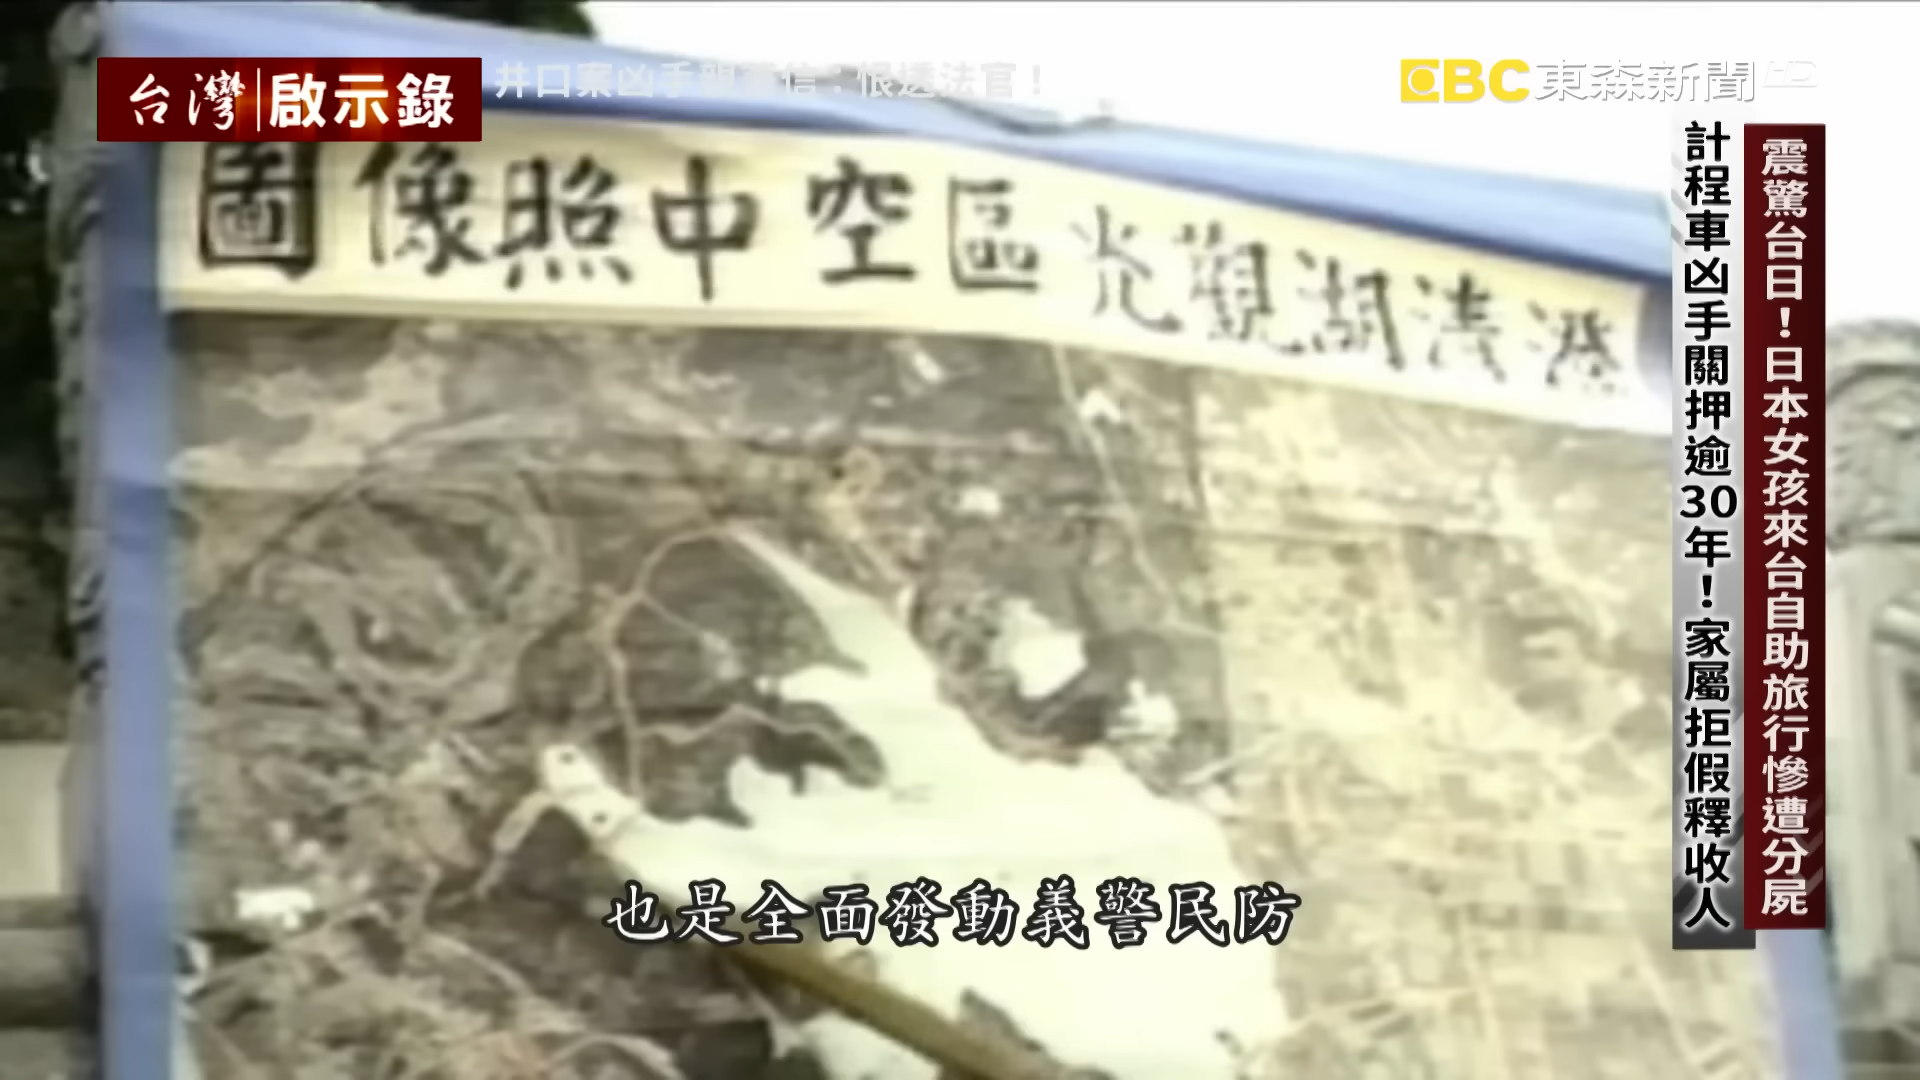 台灣啟示錄
井口案凶手親
信：恨透法官！
EBC東森新聞HD
圖像照中空區光觀湖清澄
震驚台日！日本女孩來台自助旅行慘遭分屍
計程車凶手關押逾30年！家屬拒假釋收人
也是全面發動義警民防